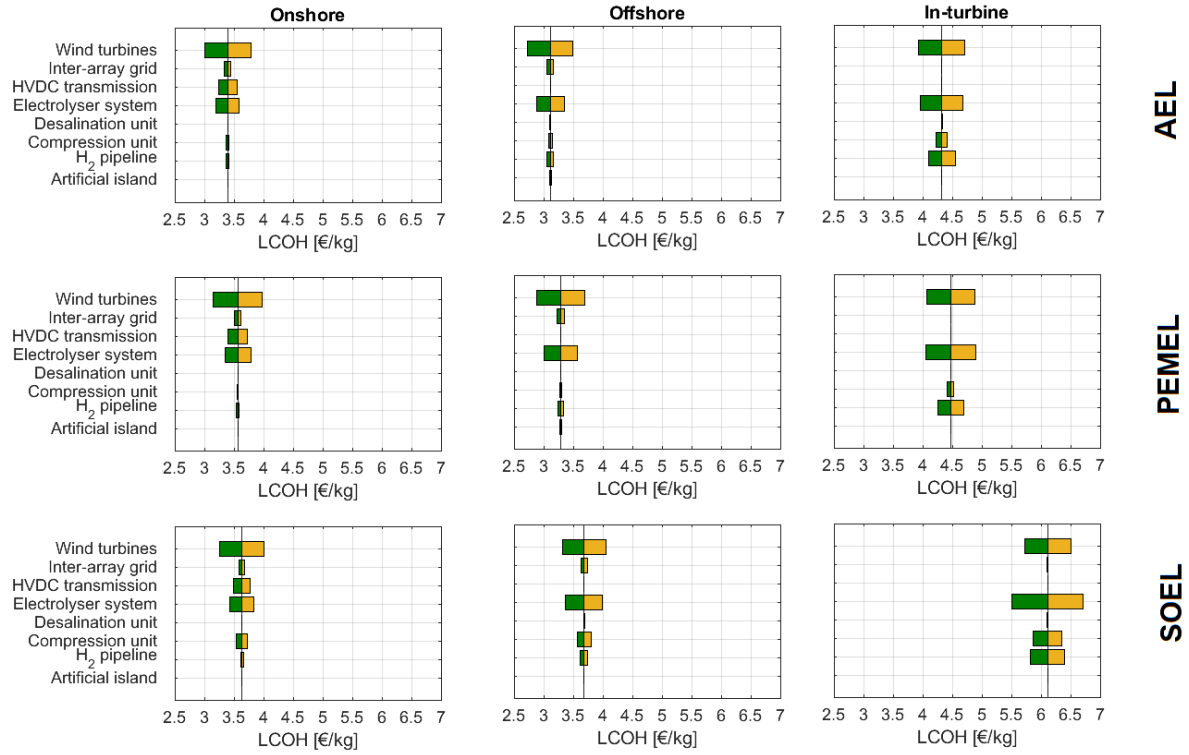 Onshore Offshore In-turbine
Wind turbines
Inter-array grid
HVDC transmission
Electrolyser system
Desalination unit
Compression unit
H2 pipeline
Artificial island
AEL
2.5 3 3.5 4 4.5 5 5.5 6 6.5 7 2.5 3 3.5 4 4.5 5 5.5 6 6.5 7 2.5 3 3.5 4 4.5 5 5.5 6 6.5 7
LCOH [€/kg] LCOH [€/kg] LCOH [€/kg]
Wind turbines
Inter-array grid
HVDC transmission
Electrolyser system
Desalination unit
Compression unit
H2 pipeline
Artificial island
PEMEL
2.5 3 3.5 4 4.5 5 5.5 6 6.5 7 2.5 3 3.5 4 4.5 5 5.5 6 6.5 7 2.5 3 3.5 4 4.5 5 5.5 6 6.5 7
LCOH [€/kg] LCOH [€/kg] LCOH [€/kg]
Wind turbines
Inter-array grid
HVDC transmission
Electrolyser system
Desalination unit
Compression unit
H2 pipeline
Artificial island
SOEL
2.5 3 3.5 4 4.5 5 5.5 6 6.5 7 2.5 3 3.5 4 4.5 5 5.5 6 6.5 7 2.5 3 3.5 4 4.5 5 5.5 6 6.5 7
LCOH [€/kg] LCOH [€/kg] LCOH [€/kg]